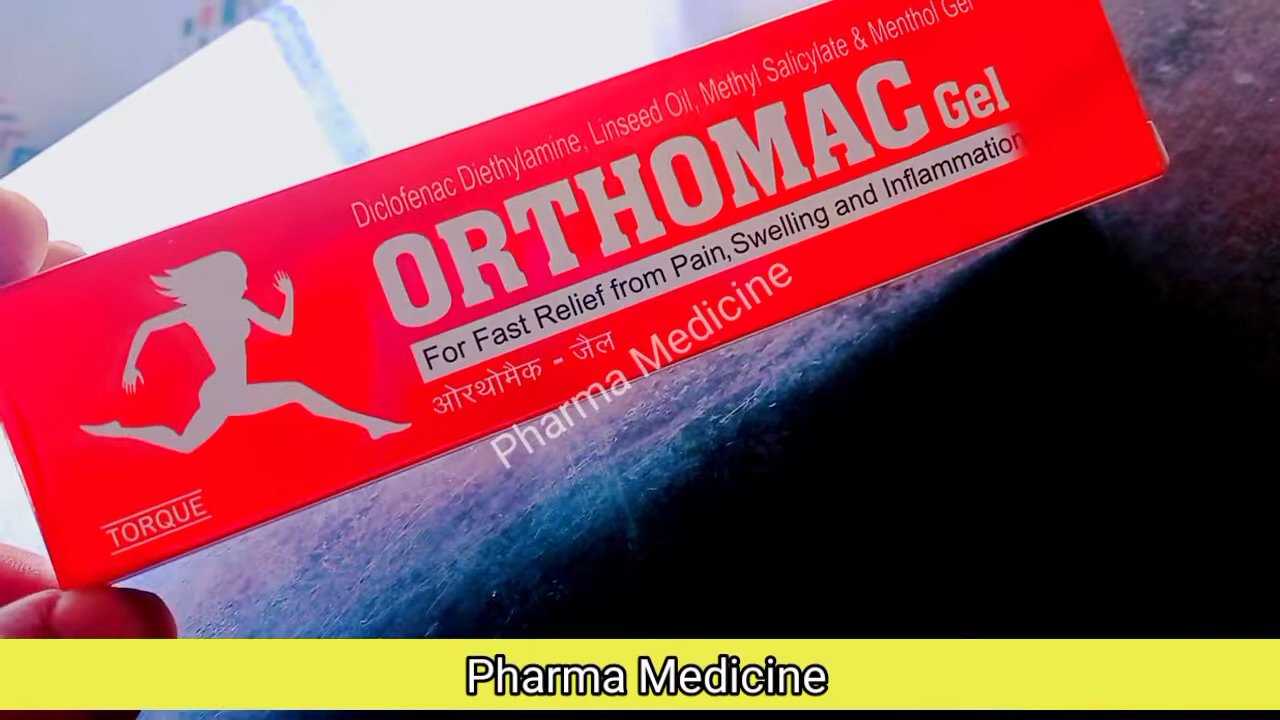 Diclofenac Diethylamine, Linseed Oil, Methyl Salicylate & Menthol Gel
ORTHOMAC Gel
For Fast Relief from Pain,Swelling and Inflammation
ओरथोमैक - जैल
Pharma Medicine
TORQUE
Pharma Medicine